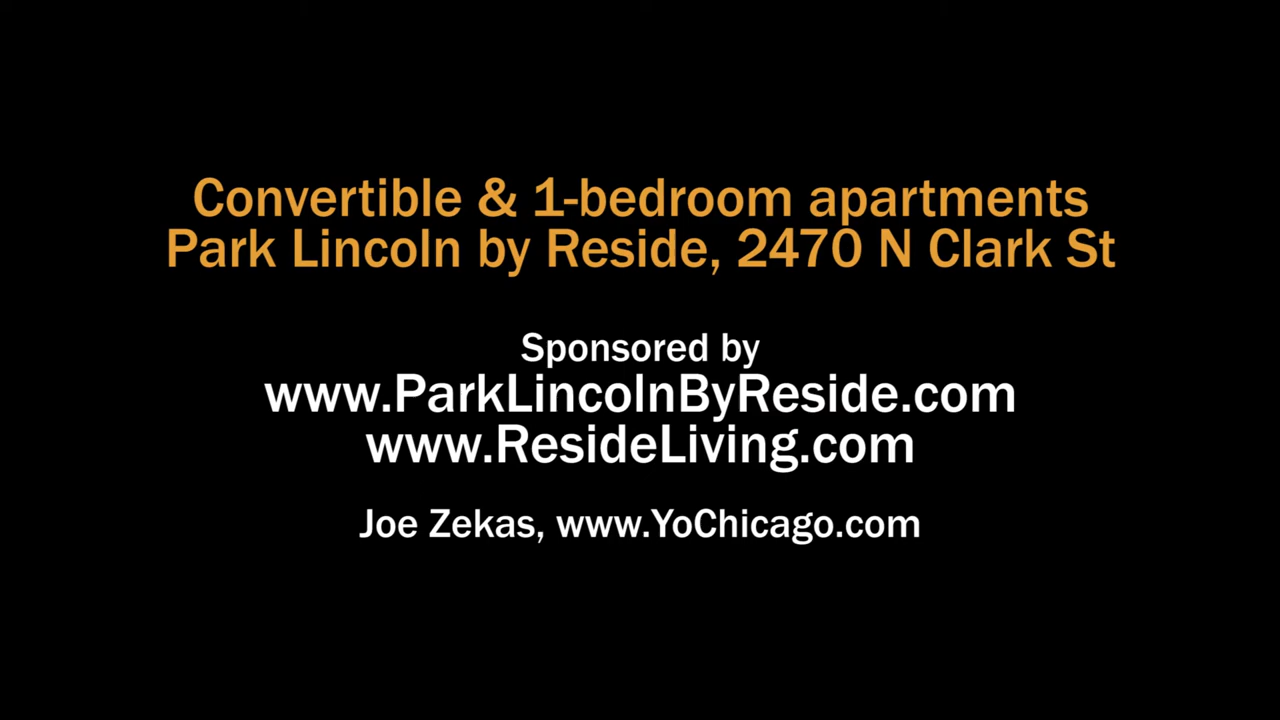 Convertible & 1-bedroom apartments
Park Lincoln by Reside, 2470 N Clark St
Sponsored by
www.ParkLincolnByReside.com
www.ResideLiving.com
Joe Zekas, www.YoChicago.com